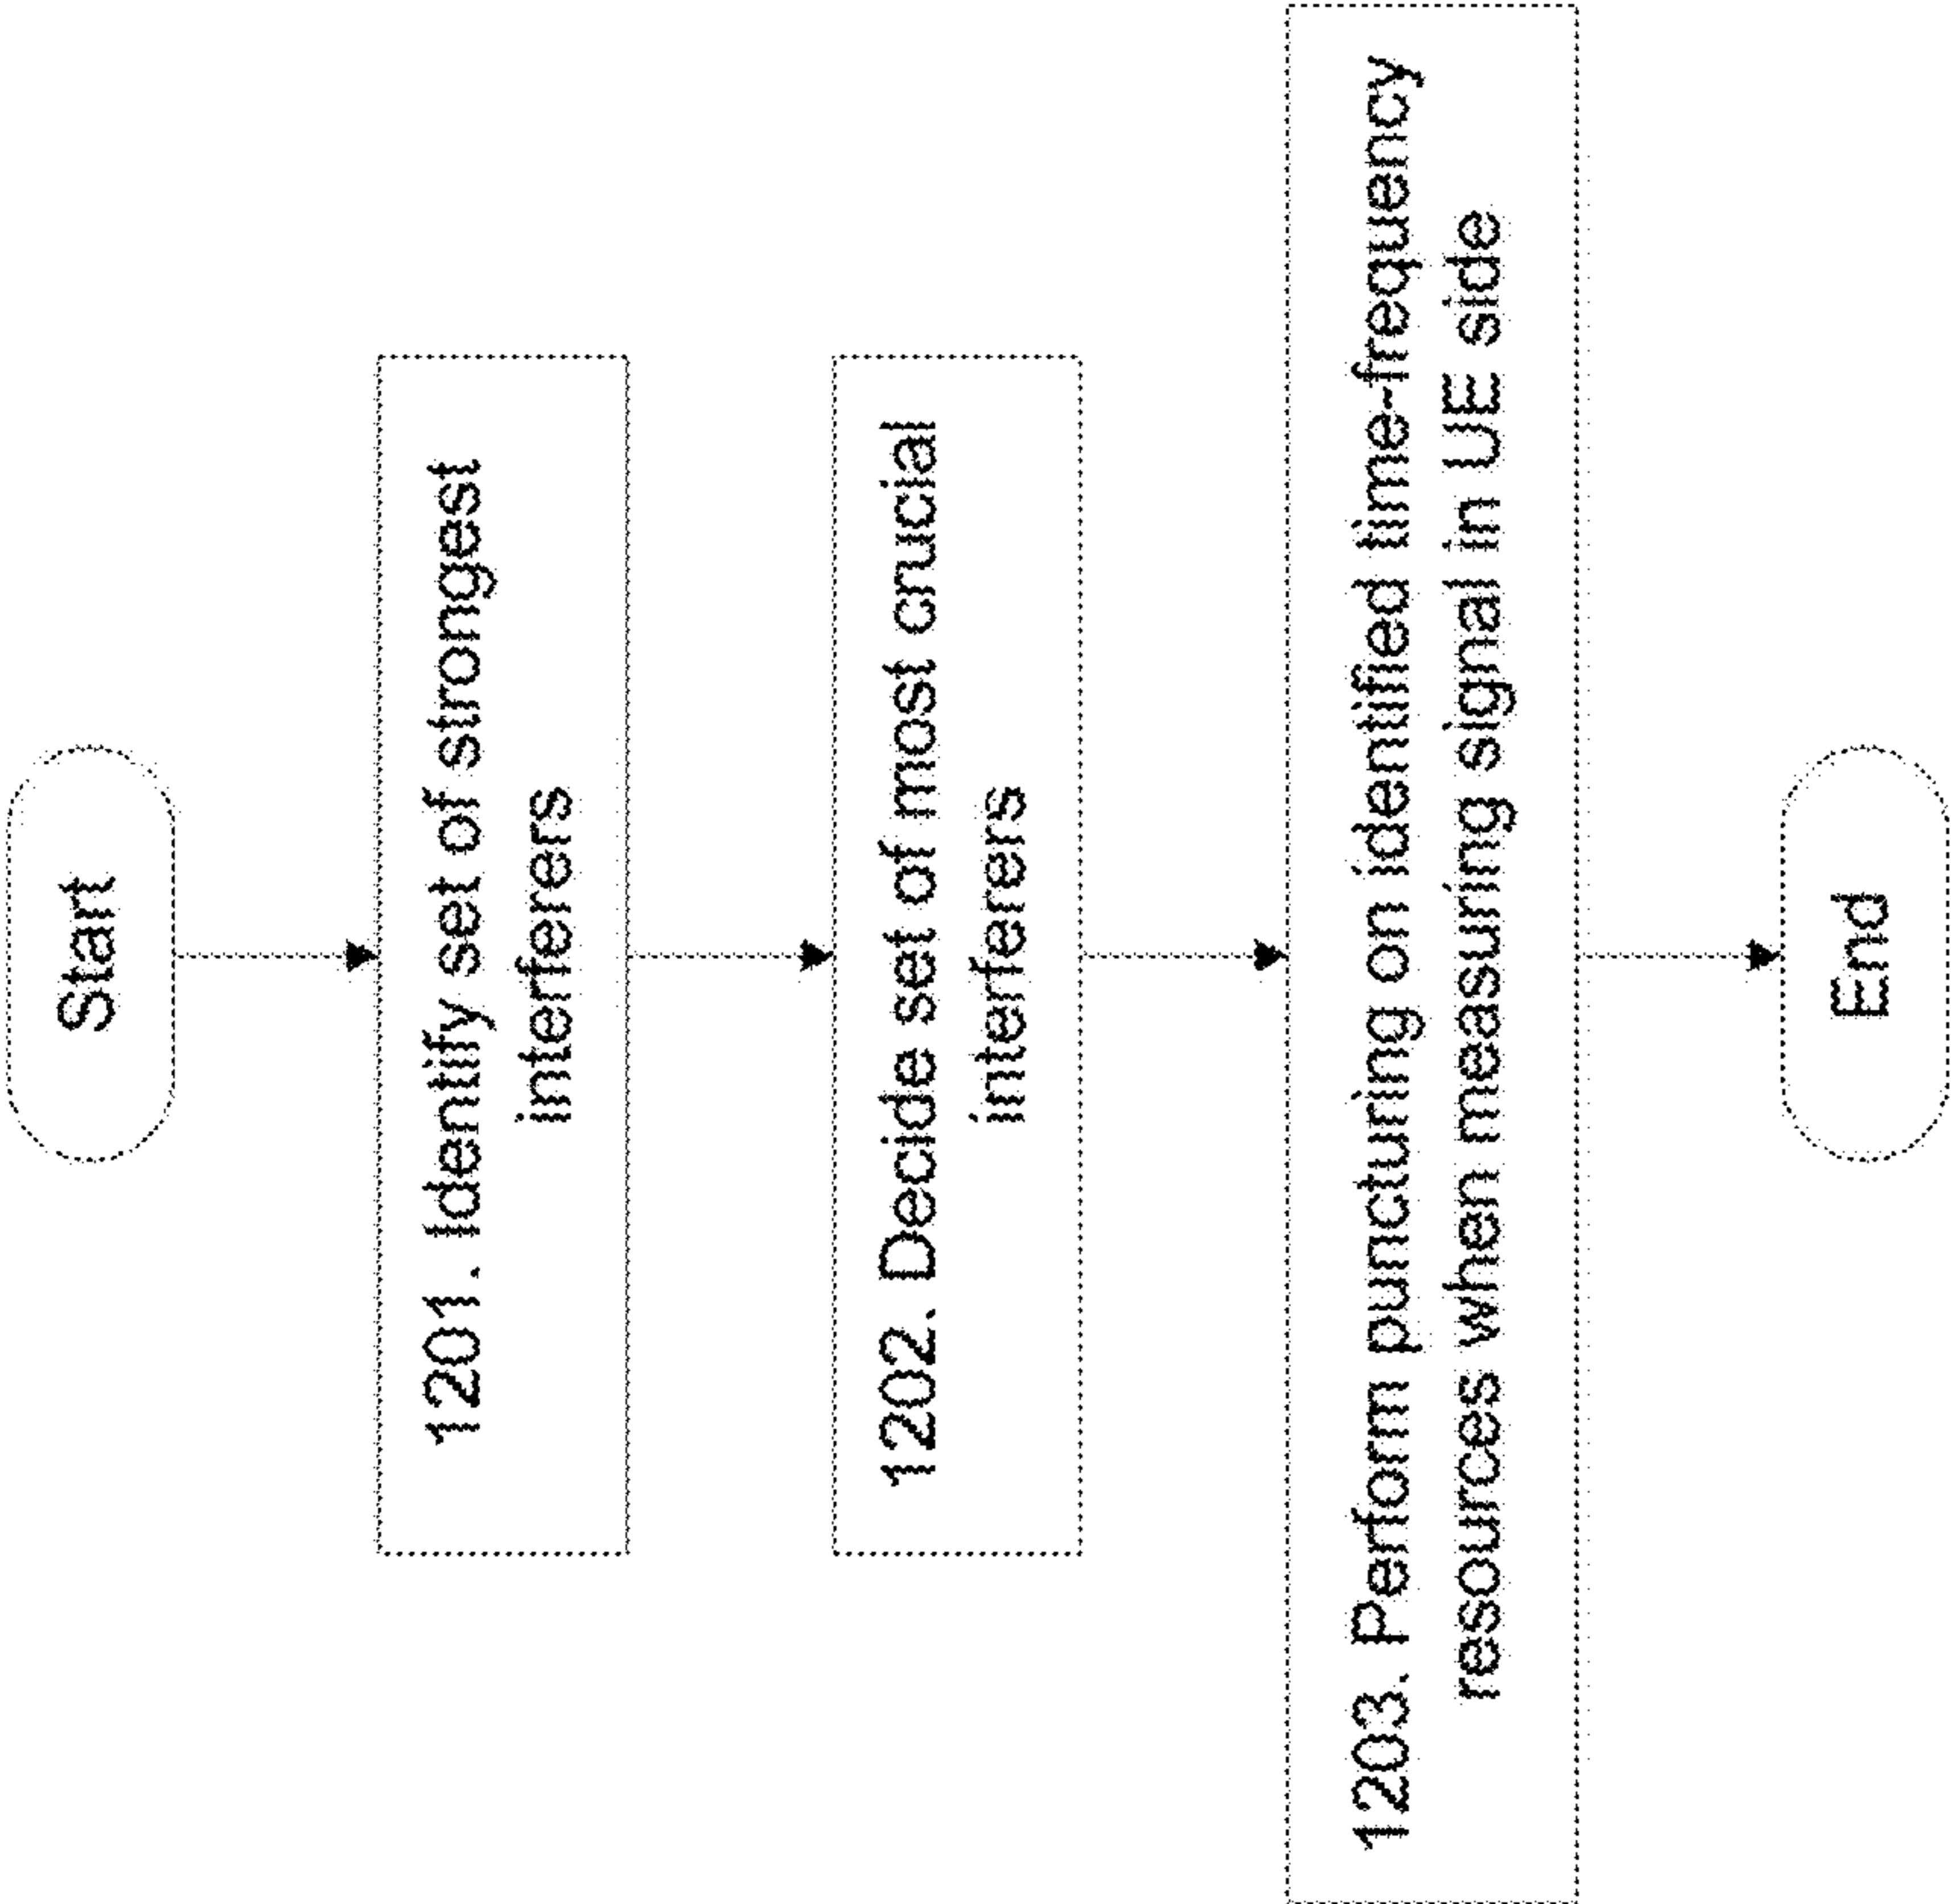 Start
1201. Identify set of strongest
interferers
1202. Decide set of most crucial
interferers
1203. Perform puncturing on identified time-frequency
resources when measuring signal in UE side
End